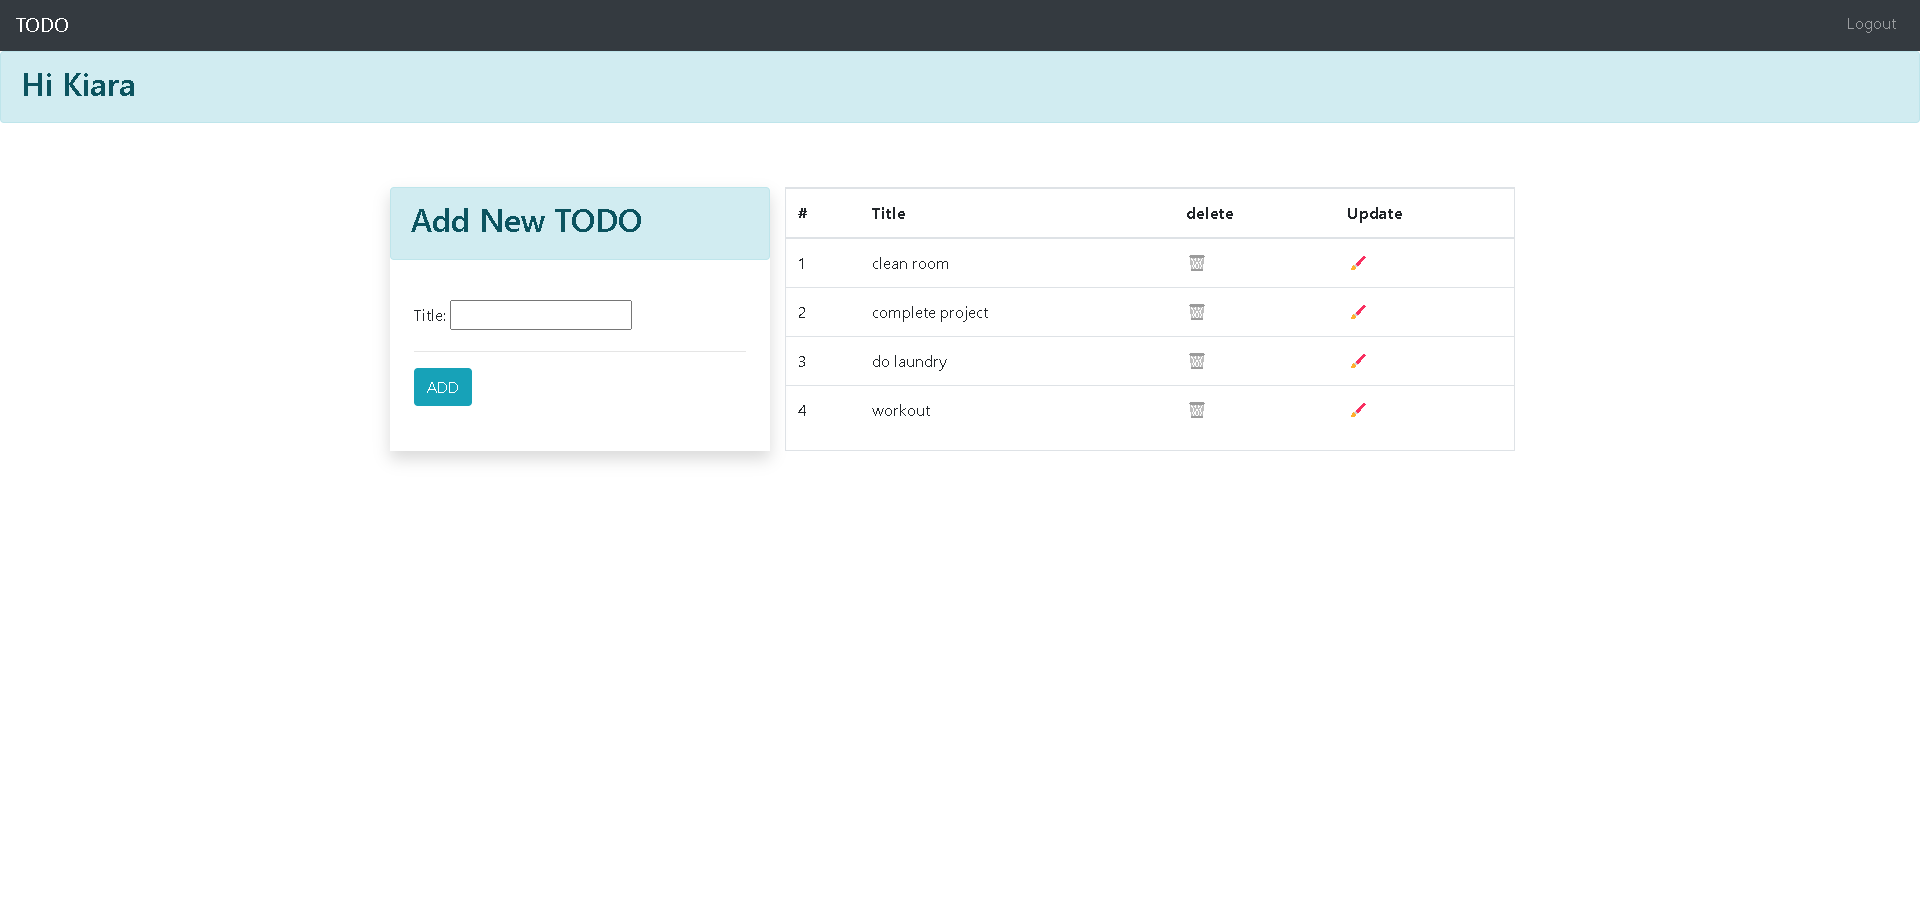 TODO Logout
Hi Kiara
Add New TODO
Title:
ADD
# Title delete Update
1 clean room
2 complete project
3 do laundry
4 workout